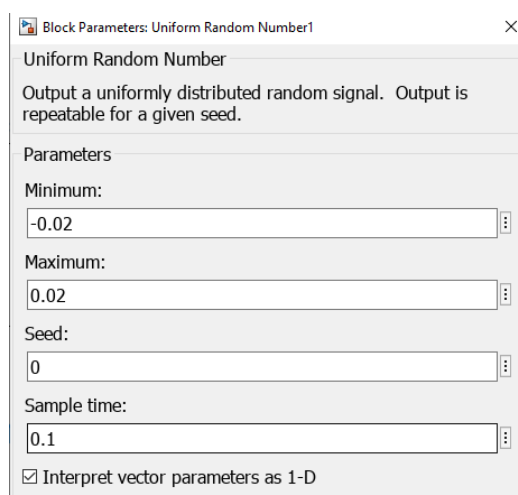 Block Parameters: Uniform Random Number1
Uniform Random Number
Output a uniformly distributed random signal.  Output is
repeatable for a given seed.
Parameters
Minimum:
-0.02
Maximum:
0.02
Seed:
0
Sample time:
0.1
Interpret vector parameters as 1-D